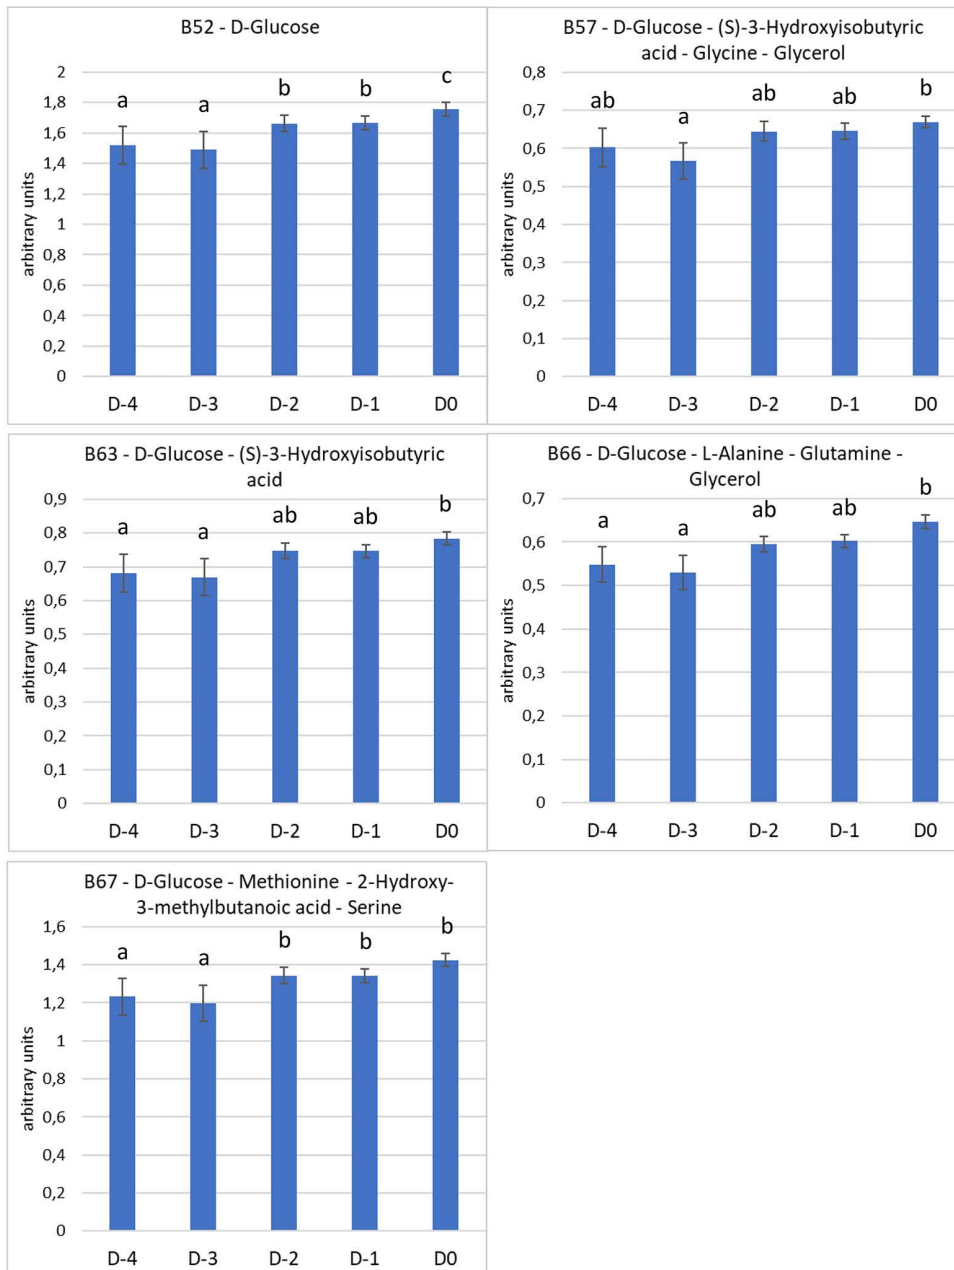 B52 - D-Glucose
arbitrary units
2
1,8
1,6
1,4
1,2
1
0,8
0,6
0,4
0,2
0
a
a
b
b
c
D-4
D-3
D-2
D-1
D0
B57 - D-Glucose - (S)-3-Hydroxyisobutyric
acid - Glycine - Glycerol
arbitrary units
0,8
0,7
0,6
0,5
0,4
0,3
0,2
0,1
0
ab
a
ab
ab
b
D-4
D-3
D-2
D-1
D0
B63 - D-Glucose - (S)-3-Hydroxyisobutyric
acid
arbitrary units
0,9
0,8
0,7
0,6
0,5
0,4
0,3
0,2
0,1
0
a
a
ab
ab
b
D-4
D-3
D-2
D-1
D0
B66 - D-Glucose - L-Alanine - Glutamine -
Glycerol
arbitrary units
0,7
0,6
0,5
0,4
0,3
0,2
0,1
0
a
a
ab
ab
b
D-4
D-3
D-2
D-1
D0
B67 - D-Glucose - Methionine - 2-Hydroxy-
3-methylbutanoic acid - Serine
arbitrary units
1,6
1,4
1,2
1
0,8
0,6
0,4
0,2
0
a
a
b
b
b
D-4
D-3
D-2
D-1
D0